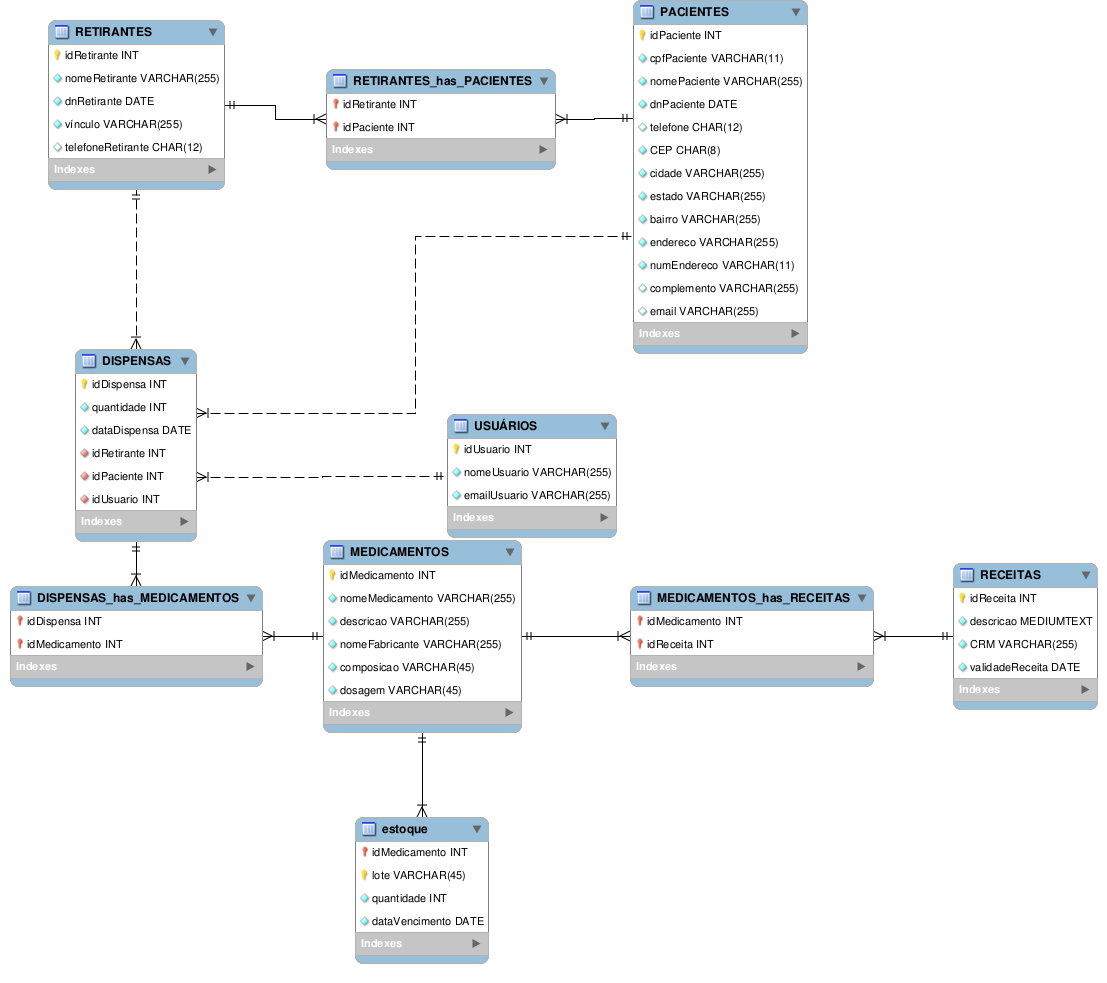 RETIRANTES
idRetirante INT
nomeRetirante VARCHAR(255)
dnRetirante DATE
vínculo VARCHAR(255)
telefoneRetirante CHAR(12)
Indexes
RETIRANTES_has_PACIENTES
idRetirante INT
idPaciente INT
Indexes
PACIENTES
idPaciente INT
cpfPaciente VARCHAR(11)
nomePaciente VARCHAR(255)
dnPaciente DATE
telefone CHAR(12)
CEP CHAR(8)
cidade VARCHAR(255)
estado VARCHAR(255)
bairro VARCHAR(255)
endereco VARCHAR(255)
numEndereco VARCHAR(11)
complemento VARCHAR(255)
email VARCHAR(255)
Indexes
DISPENSAS
idDispensa INT
quantidade INT
dataDispensa DATE
idRetirante INT
idPaciente INT
idUsuario INT
Indexes
USUÁRIOS
idUsuario INT
nomeUsuario VARCHAR(255)
emailUsuario VARCHAR(255)
Indexes
DISPENSAS_has_MEDICAMENTOS
idDispensa INT
idMedicamento INT
Indexes
MEDICAMENTOS
idMedicamento INT
nomeMedicamento VARCHAR(255)
descricao VARCHAR(255)
nomeFabricante VARCHAR(255)
composicao VARCHAR(45)
dosagem VARCHAR(45)
Indexes
MEDICAMENTOS_has_RECEITAS
idMedicamento INT
idReceita INT
Indexes
RECEITAS
idReceita INT
descricao MEDIUMTEXT
CRM VARCHAR(255)
validadeReceita DATE
Indexes
estoque
idMedicamento INT
lote VARCHAR(45)
quantidade INT
dataVencimento DATE
Indexes